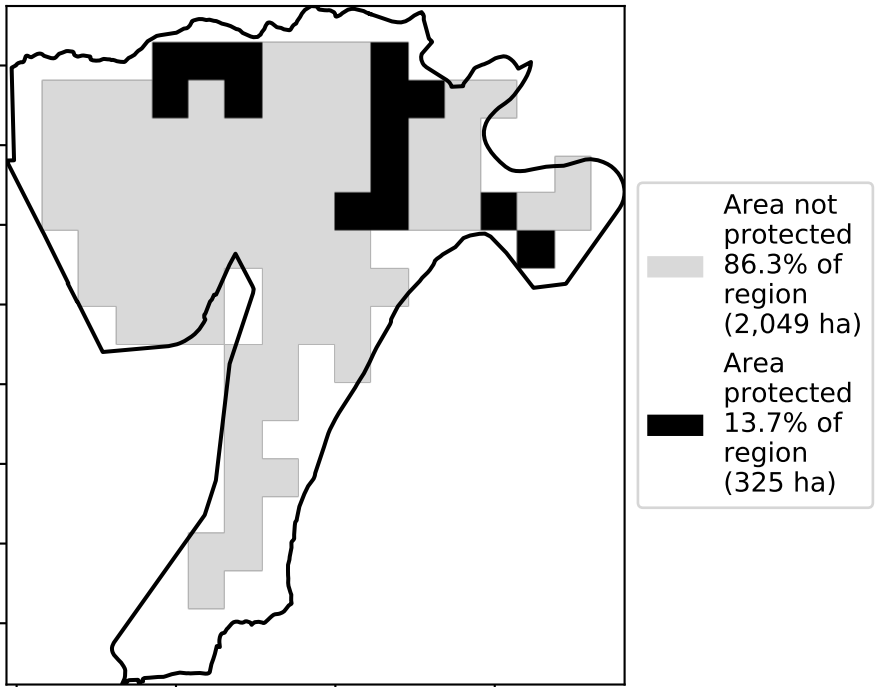 Area not
protected
86.3% of
region
(2,049 ha)
Area
protected
13.7% of
region
(325 ha)